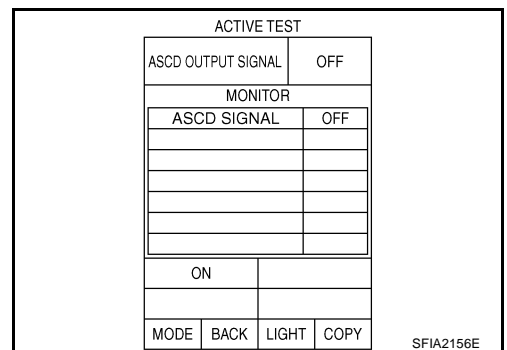 ACTIVE TEST
ASCD OUTPUT SIGNAL OFF
MONITOR
ASCD SIGNAL OFF
ON
MODE BACK LIGHT COPY
SFIA2156E